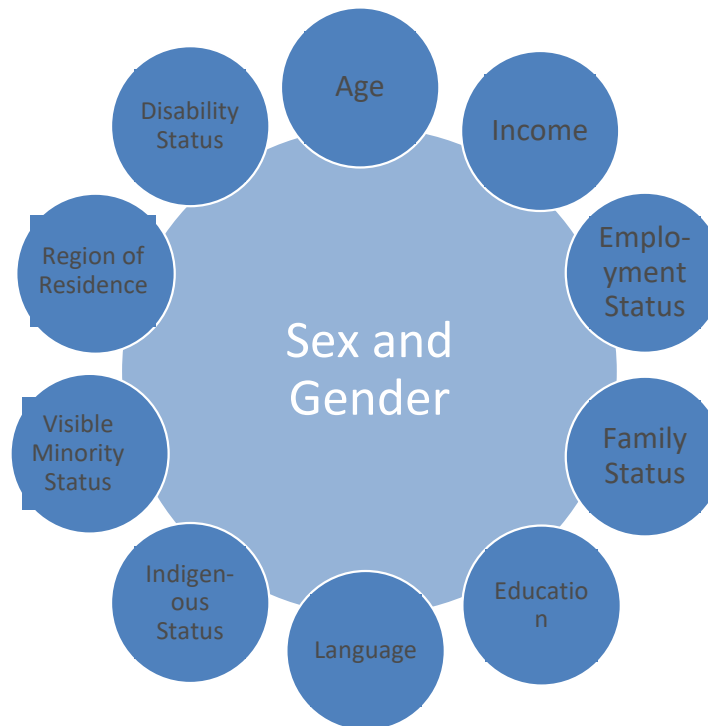 Age
Income
Emplo-
yment
Status
Family
Status
Educatio
n
Language
Indigen-
ous
Status
Visible
Minority
Status
Region of
Residence
Disability
Status
Sex and
Gender